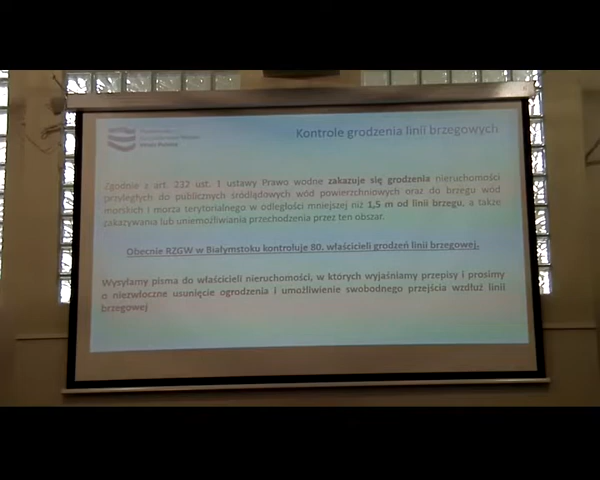 Wody Polskie
Kontrole grodzenia linii brzegowych
Zgodnie z art. 232 ust. 1 ustawy Prawo wodne zakazuje się grodzenia nieruchomości
przyległych do publicznych śródlądowych wód powierzchniowych oraz do brzegu wód
morskich i morza terytorialnego w odległości mniejszej niż 1,5 m od linii brzegu, a także
zakazywania lub uniemożliwiania przechodzenia przez ten obszar.
Obecnie RZGW w Białymstoku kontroluje 80. właścicieli grodzeń linii brzegowej.
Wysyłamy pisma do właścicieli nieruchomości, w których wyjaśniamy przepisy i prosimy
o niezwłoczne usunięcie ogrodzenia i umożliwienie swobodnego przejścia wzdłuż linii
brzegowej